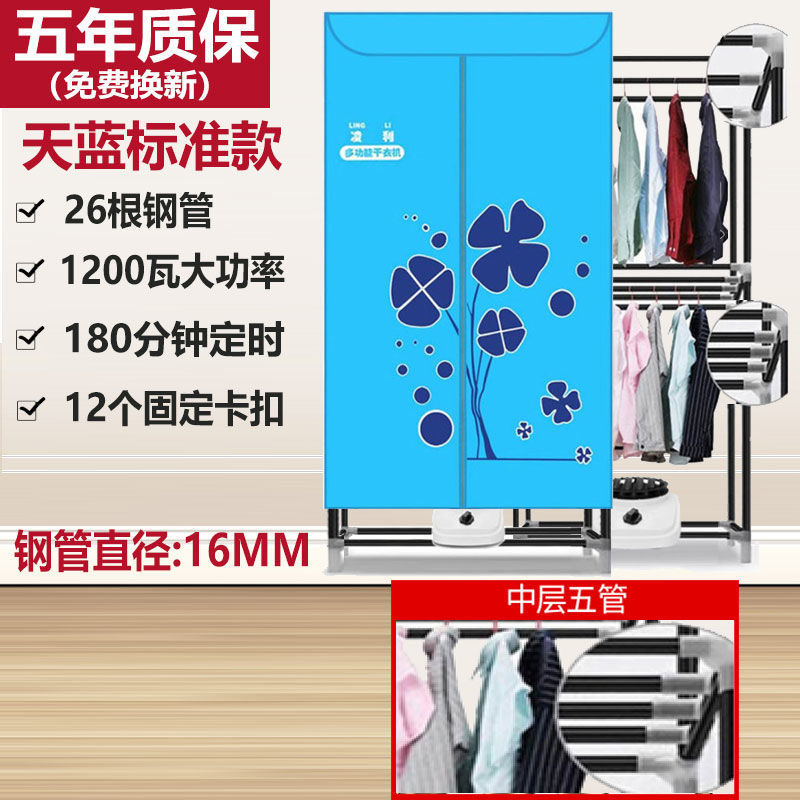 五年质保
（免费换新）
天蓝标准款
26根钢管
1200瓦大功率
180分钟定时
12个固定卡扣
钢管直径:16MM
LING LI
凌利
多功能干衣机
中层五管